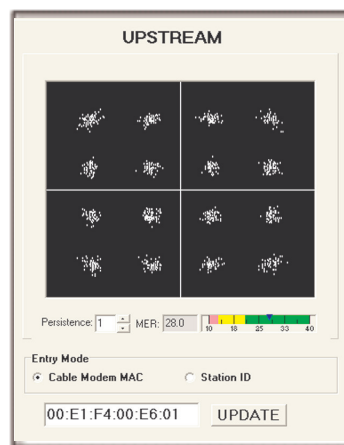 UPSTREAM
Persistence: 1 MER: 28.0 10 18 25 33 40
Entry Mode
Cable Modem MAC Station ID
00:E1:F4:00:E6:01 UPDATE